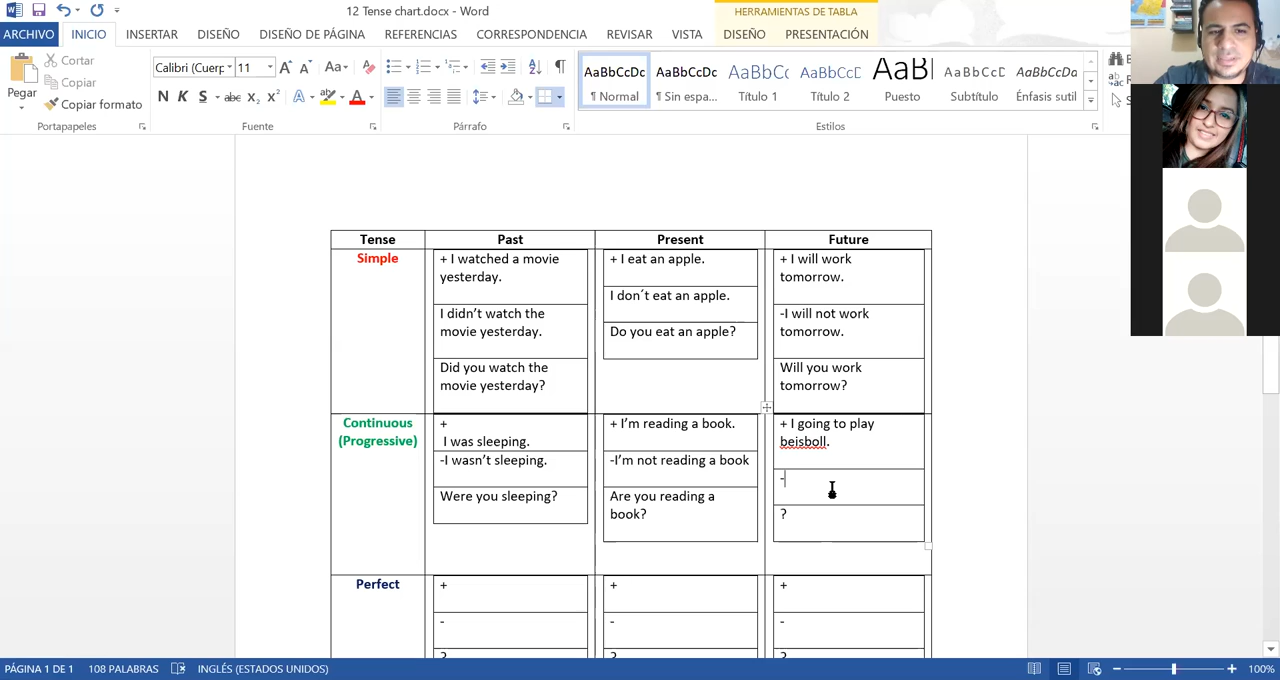 12 Tense chart.docx - Word
HERRAMIENTAS DE TABLA
ARCHIVO INICIO INSERTAR DISEÑO DISEÑO DE PÁGINA REFERENCIAS CORRESPONDENCIA REVISAR VISTA DISEÑO PRESENTACIÓN
Pegar
Cortar
Copiar
Copiar formato
Portapapeles
Calibri (Cuerp 11
N K S abc
Fuente
Párrafo
AaBbCcDc AaBbCcDc AaBbCc AaBbCcD AaB AaBbCcD AaBbCcDc
¶ Normal ¶ Sin espa... Título 1 Título 2 Puesto Subtítulo Énfasis sutil
Estilos
Tense Past Present Future
Simple
+ I watched a movie
yesterday.
I didn't watch the
movie yesterday.
Did you watch the
movie yesterday?
+ I eat an apple.
I don´t eat an apple.
Do you eat an apple?
+ I will work
tomorrow.
-I will not work
tomorrow.
Will you work
tomorrow?
Continuous
(Progressive)
+
I was sleeping.
-I wasn't sleeping.
Were you sleeping?
+ I'm reading a book.
-I'm not reading a book
Are you reading a
book?
+ I going to play
beisboll.
-
?
Perfect
+
-
?
+
-
?
+
-
?
PÁGINA 1 DE 1 108 PALABRAS INGLÉS (ESTADOS UNIDOS) 100%